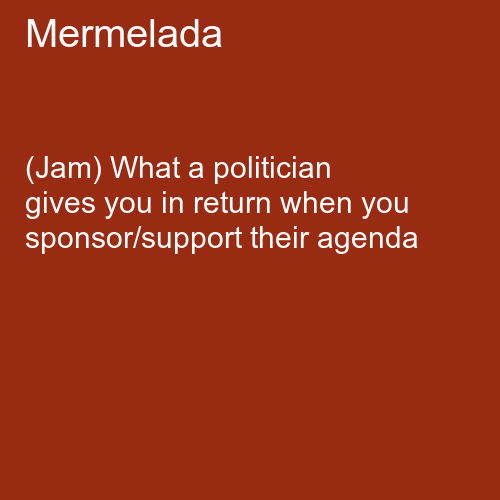 Mermelada
(Jam) What a politician
gives you in return when you
sponsor/support their agenda